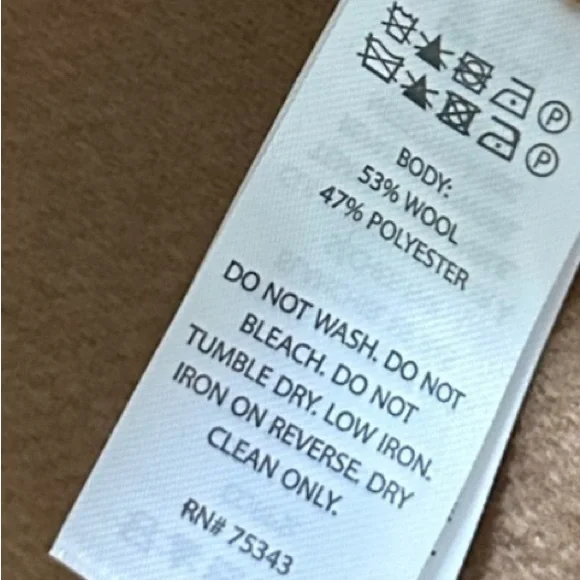 P
P
BODY:
53% WOOL
47% POLYESTER
DO NOT WASH. DO NOT
BLEACH. DO NOT
TUMBLE DRY. LOW IRON.
IRON ON REVERSE. DRY
CLEAN ONLY.
RN# 75343